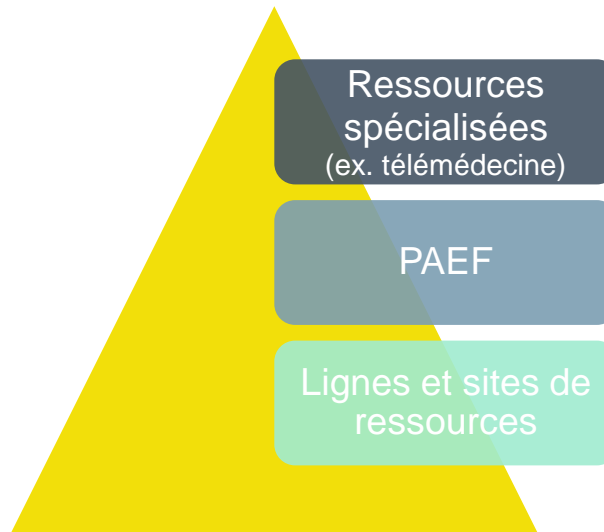 Ressources
spécialisées
(ex. télémédecine)
PAEF
Lignes et sites de
ressources